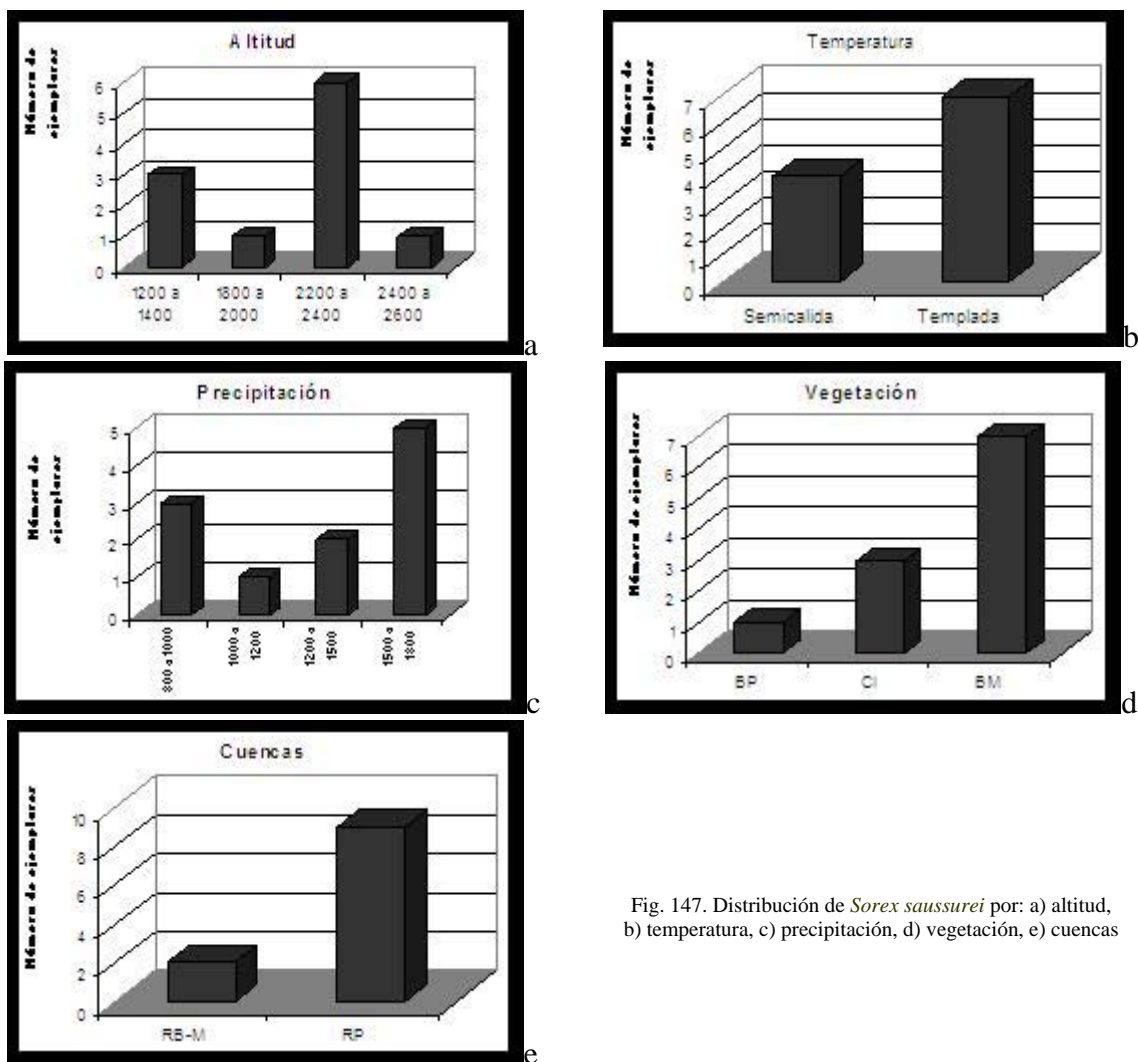 Altitud
Número de
ejemplares
6
5
4
3
2
1
0
1200 a
1400
1800 a
2000
2200 a
2400
2400 a
2600
a
Temperatura
Número de
ejemplares
7
6
5
4
3
2
1
0
Semicalida
Templada
b
Precipitación
Número de
ejemplares
5
4
3
2
1
0
800 a 1000
1000 a
1200
1200 a
1500
1500 a
1800
c
Vegetación
Número de ejemplares
7
6
5
4
3
2
1
0
BP
CI
BM
d
Cuencas
Número de ejemplares
10
8
6
4
2
0
RB-M
RP
e
Fig. 147. Distribución de Sorex saussurei por: a) altitud,
b) temperatura, c) precipitación, d) vegetación, e) cuencas